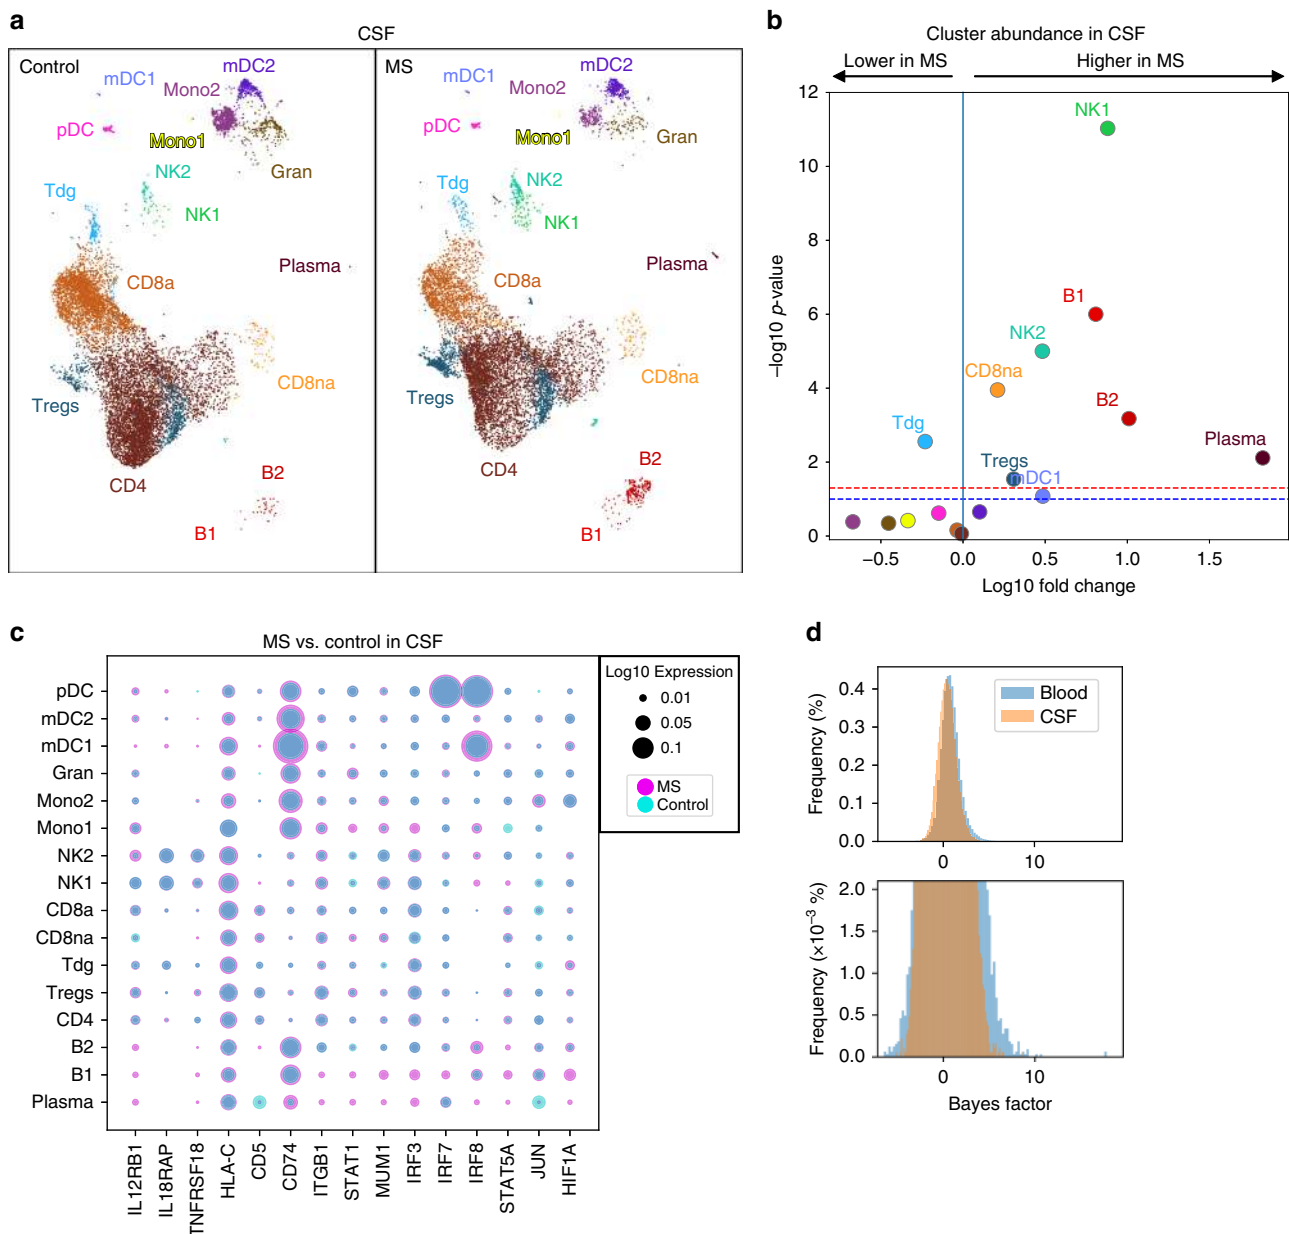 a
CSF
Control
mDC1
mDC2
Mono2
pDC
Mono1
Gran
NK2
Tdg
NK1
Plasma
CD8a
CD8na
Tregs
CD4
B2
B1
MS
mDC1
mDC2
Mono2
pDC
Mono1
Gran
Tdg
NK2
NK1
Plasma
CD8a
CD8na
Tregs
CD4
B2
B1
b
Cluster abundance in CSF
Lower in MS
Higher in MS
–log10 p-value
12
10
8
6
4
2
0
NK1
B1
NK2
CD8na
B2
Tdg
Plasma
Tregs
mDC1
−0.5
0.0
0.5
1.0
1.5
Log10 fold change
c
MS vs. control in CSF
pDC
mDC2
mDC1
Gran
Mono2
Mono1
NK2
NK1
CD8a
CD8na
Tdg
Tregs
CD4
B2
B1
Plasma
IL12RB1
IL18RAP
TNFRSF18
HLA-C
CD5
CD74
ITGB1
STAT1
MUM1
IRF3
IRF7
IRF8
STAT5A
JUN
HIF1A
Log10 Expression
0.01
0.05
0.1
MS
Control
d
Frequency (%)
0.4
0.3
0.2
0.1
0.0
Blood
CSF
0
10
Frequency (×10−3 %)
2.0
1.5
1.0
0.5
0.0
0
10
Bayes factor